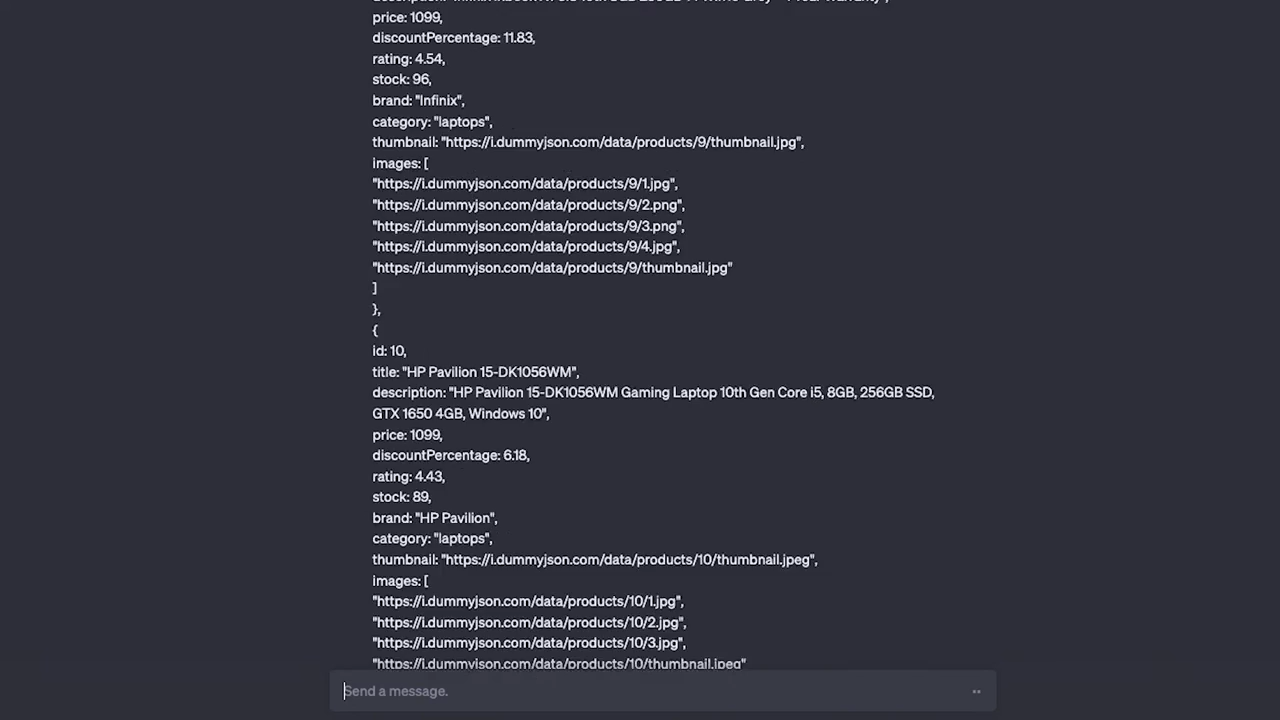 price: 1099,
discountPercentage: 11.83,
rating: 4.54,
stock: 96,
brand: "Infinix",
category: "laptops",
thumbnail: "https://i.dummyjson.com/data/products/9/thumbnail.jpg",
images: [
"https://i.dummyjson.com/data/products/9/1.jpg",
"https://i.dummyjson.com/data/products/9/2.png",
"https://i.dummyjson.com/data/products/9/3.png",
"https://i.dummyjson.com/data/products/9/4.jpg",
"https://i.dummyjson.com/data/products/9/thumbnail.jpg"
]
},
{
id: 10,
title: "HP Pavilion 15-DK1056WM",
description: "HP Pavilion 15-DK1056WM Gaming Laptop 10th Gen Core i5, 8GB, 256GB SSD,
GTX 1650 4GB, Windows 10",
price: 1099,
discountPercentage: 6.18,
rating: 4.43,
stock: 89,
brand: "HP Pavilion",
category: "laptops",
thumbnail: "https://i.dummyjson.com/data/products/10/thumbnail.jpeg",
images: [
"https://i.dummyjson.com/data/products/10/1.jpg",
"https://i.dummyjson.com/data/products/10/2.jpg",
"https://i.dummyjson.com/data/products/10/3.jpg",
"https://i.dummyjson.com/data/products/10/thumbnail.jpeg"
Send a message.